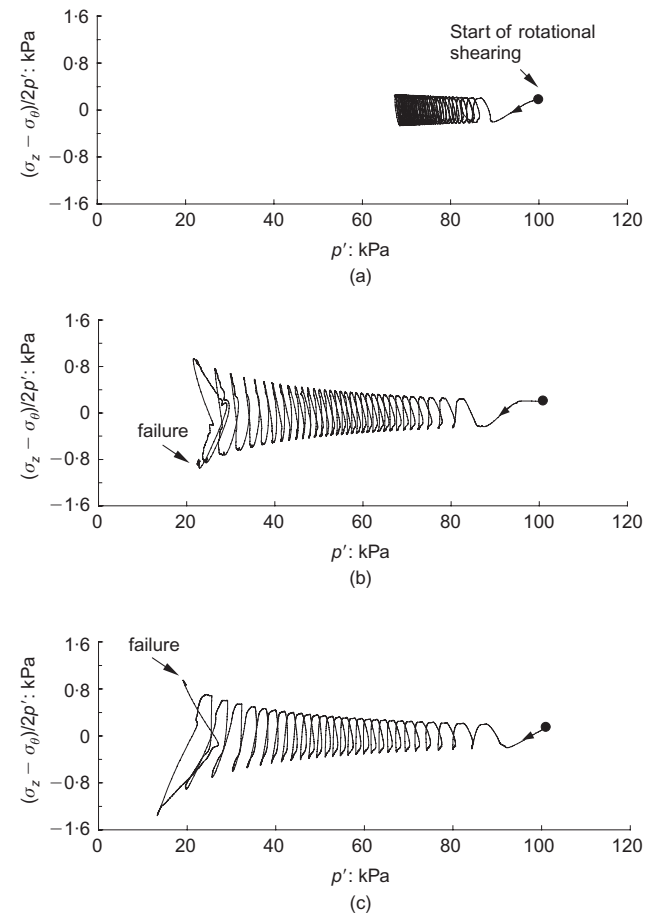 1·6
0·8
0
−0·8
−1·6
(σz − σθ)/2p′: kPa
Start of rotational
shearing
0 20 40 60 80 100 120
p′: kPa
(a)
1·6
0·8
0
−0·8
−1·6
(σz − σθ)/2p′: kPa
failure
0 20 40 60 80 100 120
p′: kPa
(b)
1·6
0·8
0
−0·8
−1·6
(σz − σθ)/2p′: kPa
failure
0 20 40 60 80 100 120
p′: kPa
(c)